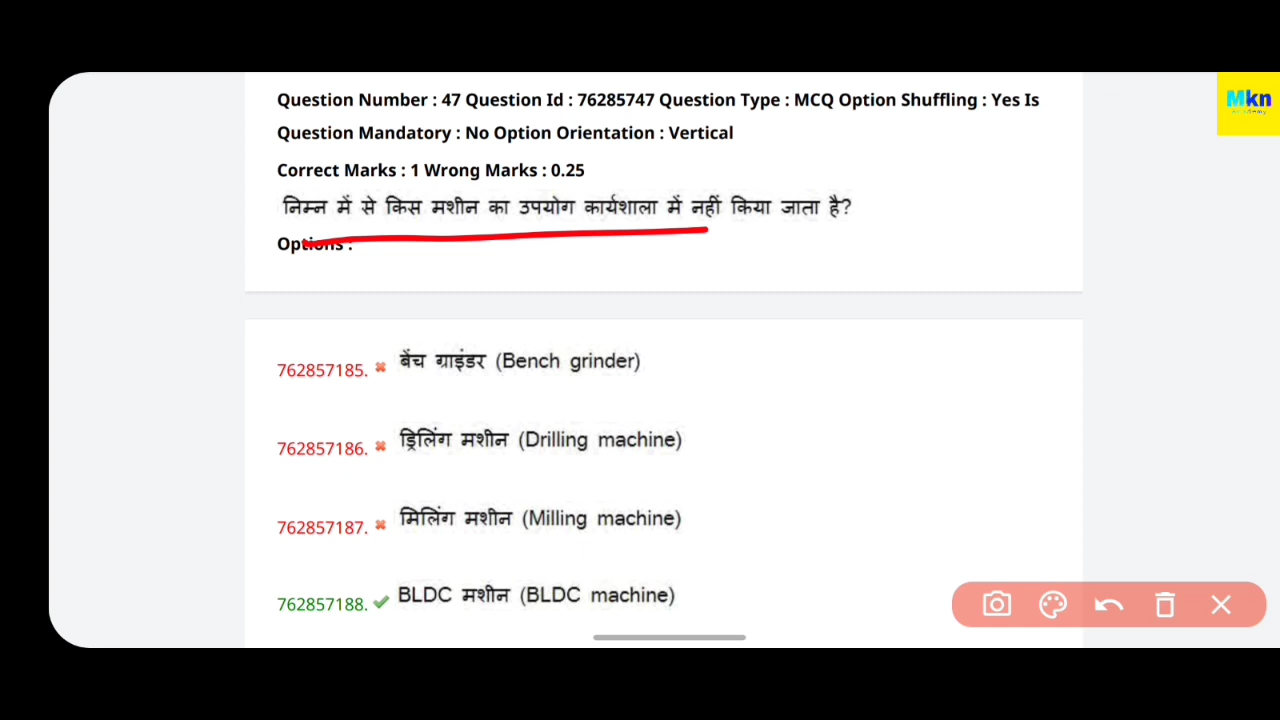 Question Number : 47 Question Id : 76285747 Question Type : MCQ Option Shuffling : Yes Is
Question Mandatory : No Option Orientation : Vertical
Correct Marks : 1 Wrong Marks : 0.25
निम्न में से किस मशीन का उपयोग कार्यशाला में नहीं किया जाता है?
Options :
762857185. बेंच ग्राइंडर (Bench grinder)
762857186. ड्रिलिंग मशीन (Drilling machine)
762857187. मिलिंग मशीन (Milling machine)
762857188. BLDC मशीन (BLDC machine)
Mkn